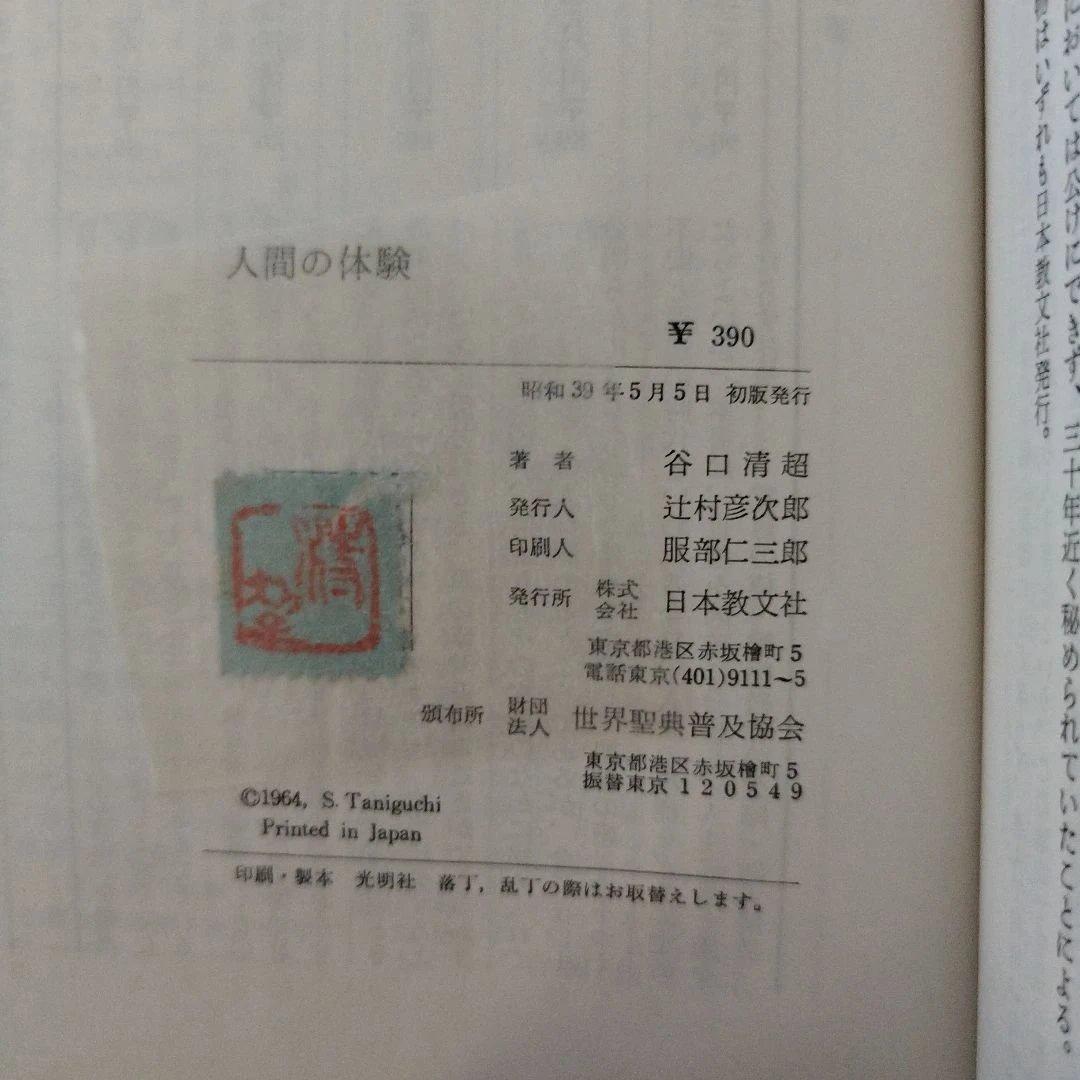 人間の体験
¥ 390
昭和39年5月5日 初版発行
著者 谷口清超
発行人 辻村彦次郎
印刷人 服部仁三郎
発行所 株式会社 日本教文社
東京都港区赤坂檜町5
電話東京(401)9111〜5
頒布所 財団法人 世界聖典普及協会
東京都港区赤坂檜町5
振替東京120549
©1964, S. Taniguchi
Printed in Japan
印刷・製本 光明社 落丁,乱丁の際はお取替えします。
おいては公けにできず、三十年近く秘められていたことによる。
はいずれも日本教文社発行。